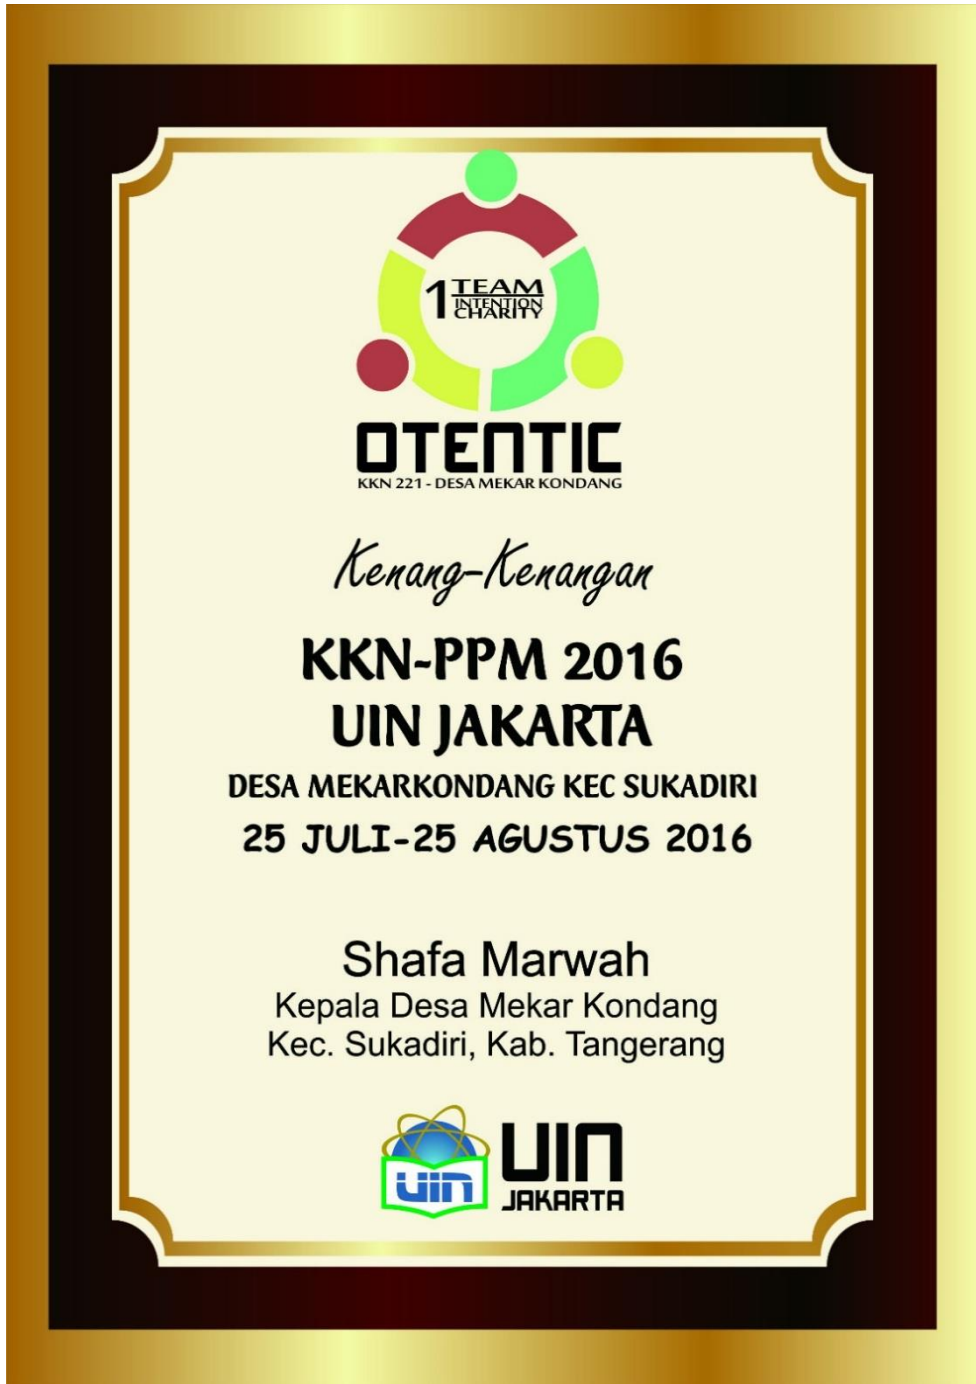 1 TEAM
INTENTION
CHARITY
OTENTIC
KKN 221 - DESA MEKAR KONDANG
Kenang-Kenangan
KKN-PPM 2016
UIN JAKARTA
DESA MEKARKONDANG KEC SUKADIRI
25 JULI-25 AGUSTUS 2016
Shafa Marwah
Kepala Desa Mekar Kondang
Kec. Sukadiri, Kab. Tangerang
uin
UIN
JAKARTA